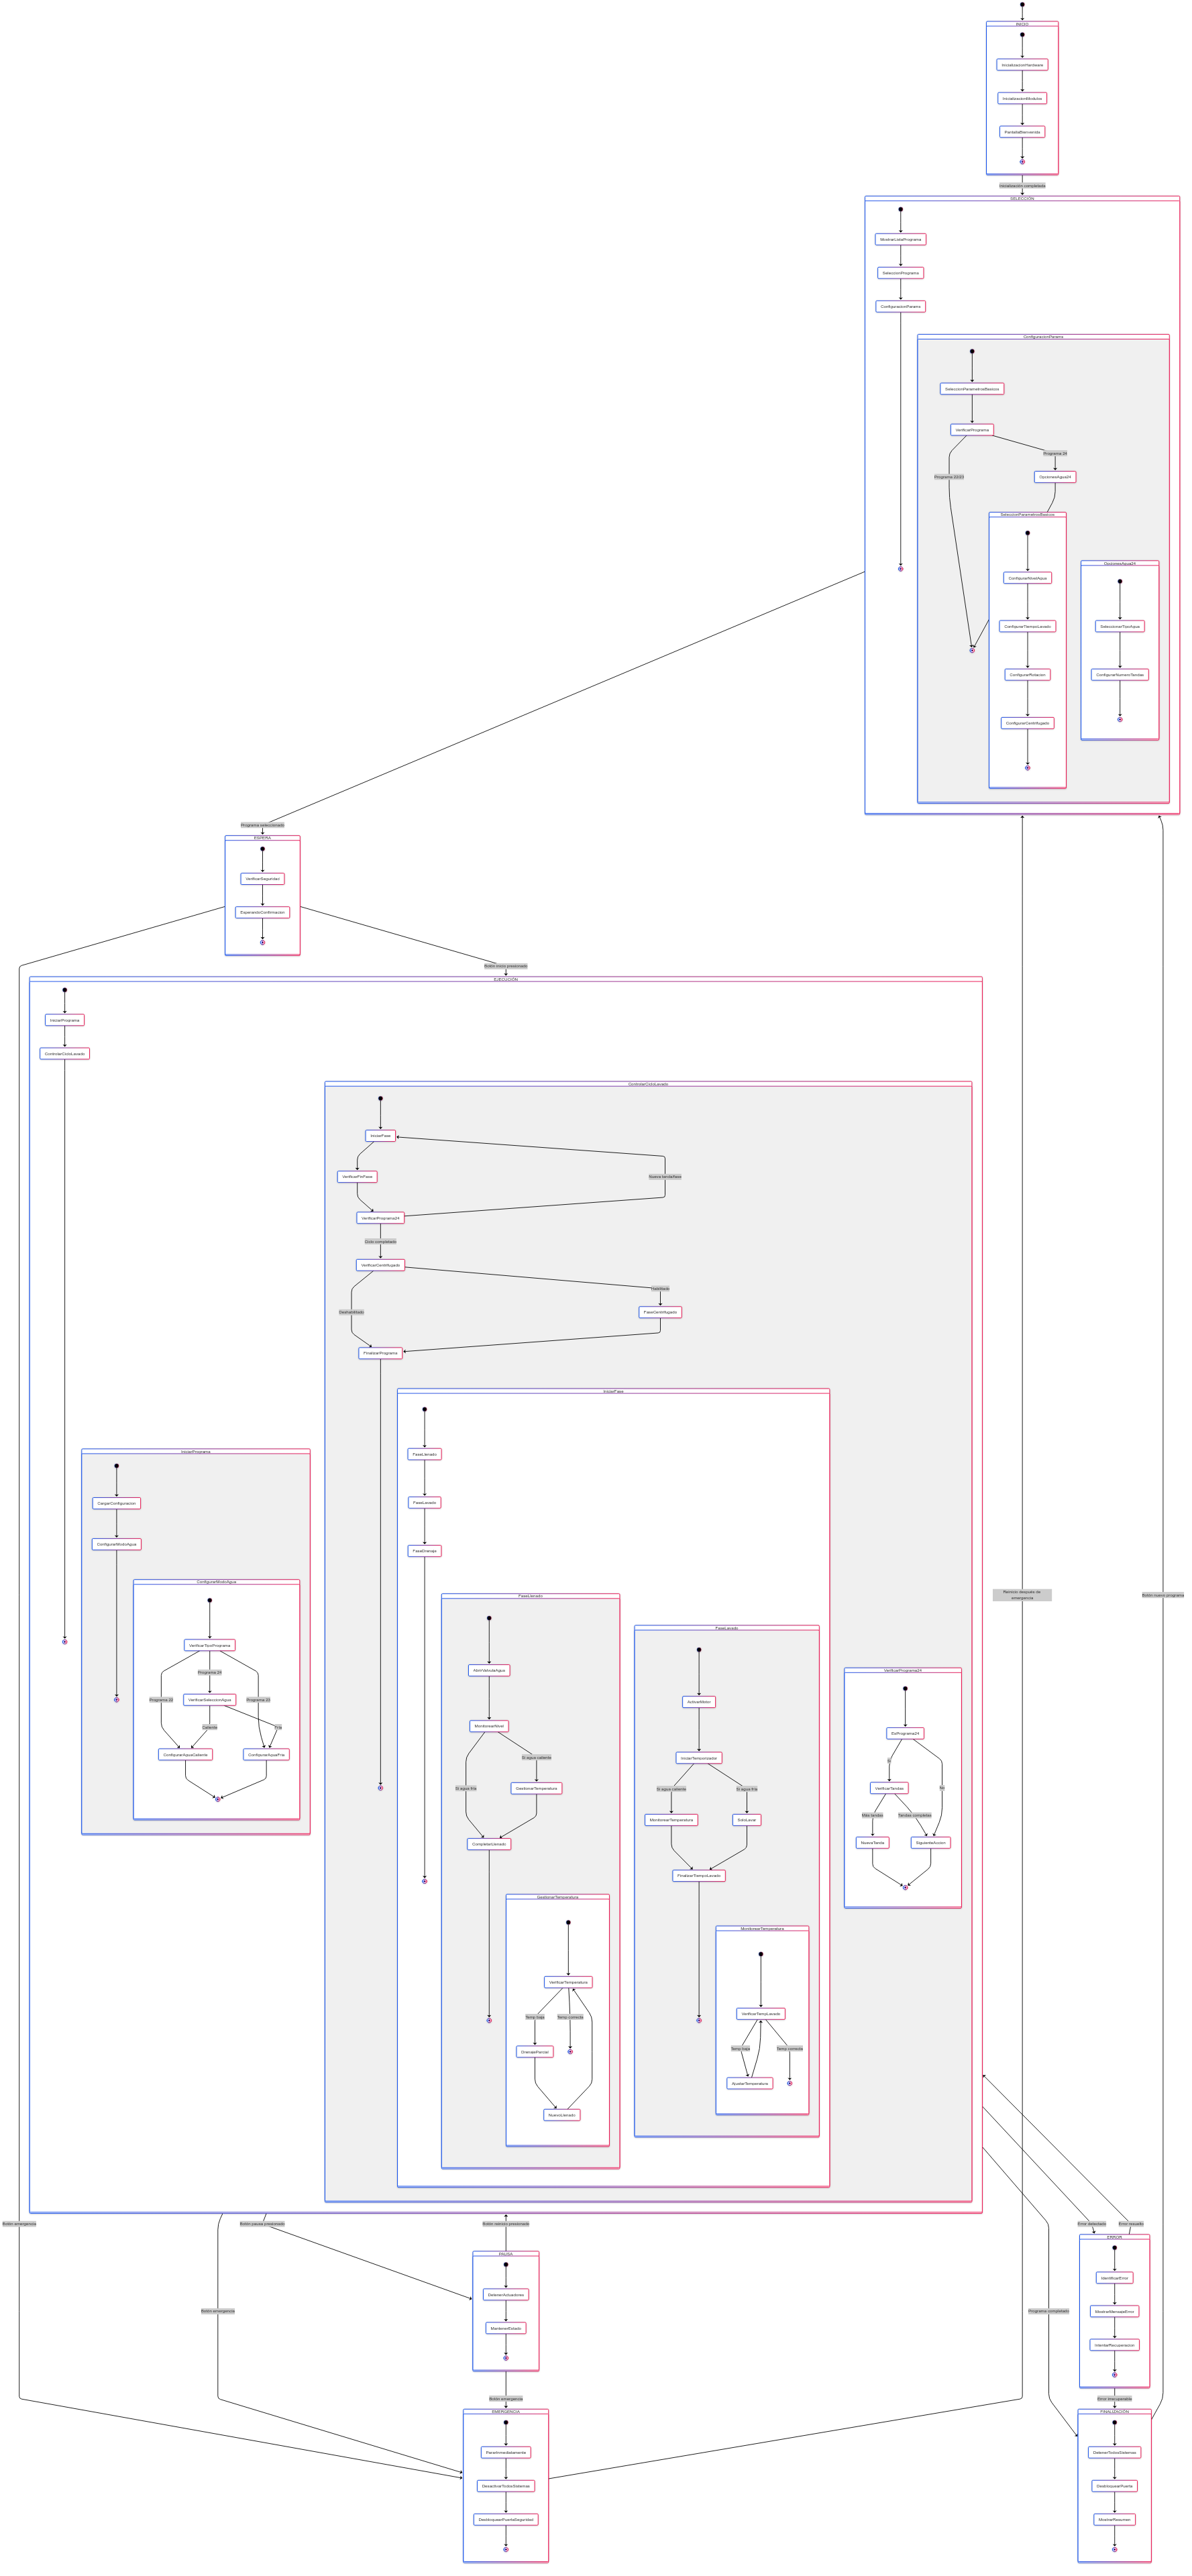 INICIO
InicializacionHardware
InicializacionModulos
PantallaBienvenida
Inicialización completada
SELECCIÓN
MostrarListaPrograma
SeleccionPrograma
ConfiguracionParams
ConfiguracionParams
SeleccionParametrosBasicos
VerificarPrograma
Programa 24
Programa 22/23
OpcionesAgua24
SeleccionParametrosBasicos
ConfigurarNivelAgua
ConfigurarTiempoLavado
ConfigurarRotacion
ConfigurarCentrifugado
OpcionesAgua24
SeleccionarTipoAgua
ConfigurarNumeroTandas
Programa seleccionado
ESPERA
VerificarSeguridad
EsperandoConfirmacion
Botón inicio presionado
EJECUCIÓN
IniciarPrograma
ControlarCicloLavado
ControlarCicloLavado
IniciarFase
VerificarFinFase
Nueva tanda/fase
VerificarPrograma24
Ciclo completado
VerificarCentrifugado
Habilitado
Deshabilitado
FaseCentrifugado
FinalizarPrograma
IniciarFase
FaseLlenado
FaseLavado
FaseDrenaje
IniciarPrograma
CargarConfiguracion
ConfigurarModoAgua
ConfigurarModoAgua
VerificarTipoPrograma
Programa 24
Programa 22
Programa 23
VerificarSeleccionAgua
Caliente
Fría
ConfigurarAguaCaliente
ConfigurarAguaFria
FaseLlenado
AbrirValvulaAgua
MonitorearNivel
Si agua caliente
Si agua fría
GestionarTemperatura
CompletarLlenado
GestionarTemperatura
VerificarTemperatura
Temp baja
Temp correcta
DrenajeParcial
NuevoLlenado
FaseLavado
ActivarMotor
IniciarTemporizador
Si agua caliente
Si agua fría
MonitorearTemperatura
SoloLavar
FinalizarTiempoLavado
MonitorearTemperatura
VerificarTempLavado
Temp baja
Temp correcta
AjustarTemperatura
VerificarPrograma24
EsPrograma24
Sí
No
VerificarTandas
Más tandas
Tandas completas
NuevaTanda
SiguienteAccion
Reinicio después de
emergencia
Botón nuevo programa
Botón emergencia
Botón pausa presionado
Botón reinicio presionado
Error detectado
Error resuelto
PAUSA
DetenerActuadores
MantenerEstado
Botón emergencia
Botón emergencia
Programa completado
ERROR
IdentificarError
MostrarMensajeError
IntentarRecuperacion
Error irrecuperable
EMERGENCIA
PararInmediatamente
DesactivarTodosSistemas
DesbloquearPuertaSeguridad
FINALIZACIÓN
DetenerTodosSistemas
DesbloquearPuerta
MostrarResumen